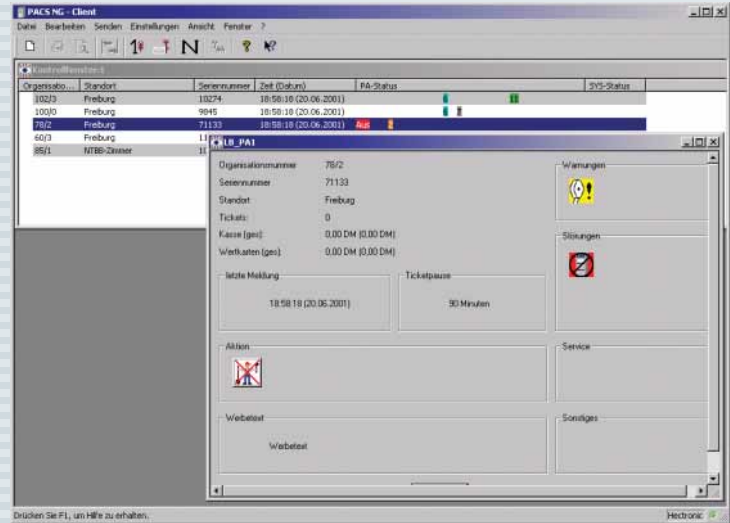 PACS NG - Client
Datei Bearbeiten Senden Einstellungen Ansicht Fenster ?
Kontrollfenster:1
Organisatio... Standort Seriennummer Zeit (Datum) PA-Status SYS-Status
102/3 Freiburg 10274 18:58:18 (20.06.2001)
100/0 Freiburg 9845 18:58:18 (20.06.2001)
78/2 Freiburg 71133 18:58:18 (20.06.2001) Aus
60/3 Freiburg
85/1 NTBB-Zimmer
LB_PA1
Organisationsnummer 78/2
Seriennummer 71133
Standort Freiburg
Tickets: 0
Kasse (ges): 0,00 DM (0,00 DM)
Wertkarten (ges): 0,00 DM (0,00 DM)
Warnungen
Störungen
letzte Meldung
18:58:18 (20.06.2001)
Ticketpause
90 Minuten
Aktion
Service
Werbetext
Werbetext
Sonstiges
Drücken Sie F1, um Hilfe zu erhalten.
Hectronic